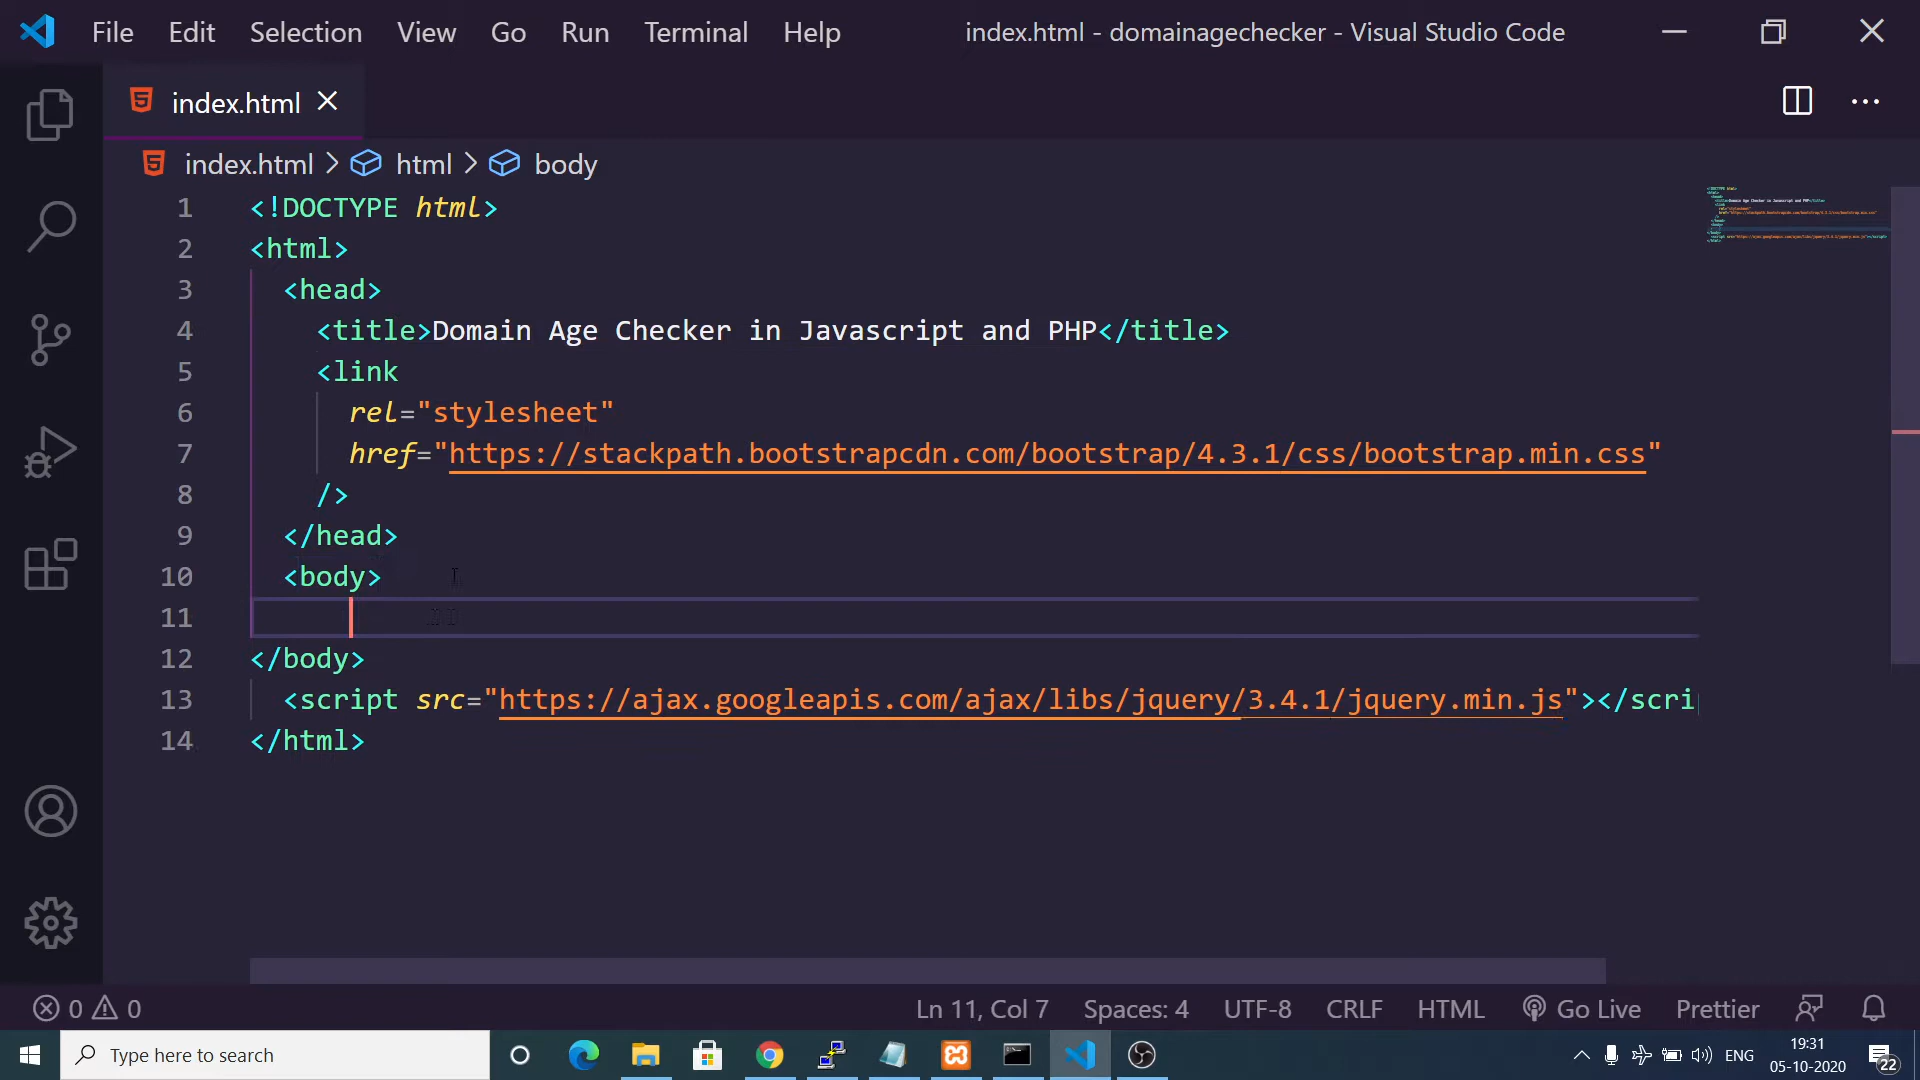 File Edit Selection View Go Run Terminal Help index.html - domainagechecker - Visual Studio Code
index.html
index.html > html > body
1 <!DOCTYPE html>
2 <html>
3 <head>
4 <title>Domain Age Checker in Javascript and PHP</title>
5 <link
6 rel="stylesheet"
7 href="https://stackpath.bootstrapcdn.com/bootstrap/4.3.1/css/bootstrap.min.css"
8 />
9 </head>
10 <body>
11
12 </body>
13 <script src="https://ajax.googleapis.com/ajax/libs/jquery/3.4.1/jquery.min.js"></scri
14 </html>
0 0 Ln 11, Col 7 Spaces: 4 UTF-8 CRLF HTML Go Live Prettier
Type here to search ENG 19:31
05-10-2020 22